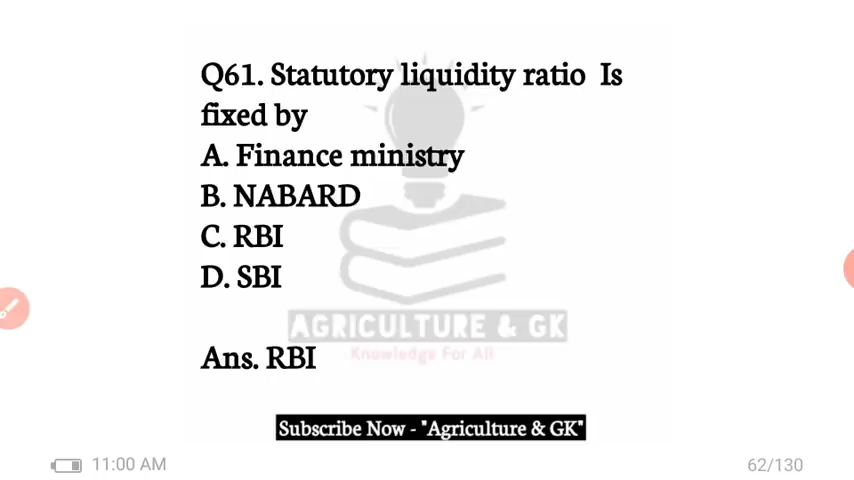 Q61. Statutory liquidity ratio Is
fixed by
A. Finance ministry
B. NABARD
C. RBI
D. SBI
AGRICULTURE & GK
Knowledge For All
Ans. RBI
Subscribe Now - "Agriculture & GK"
11:00 AM
62/130